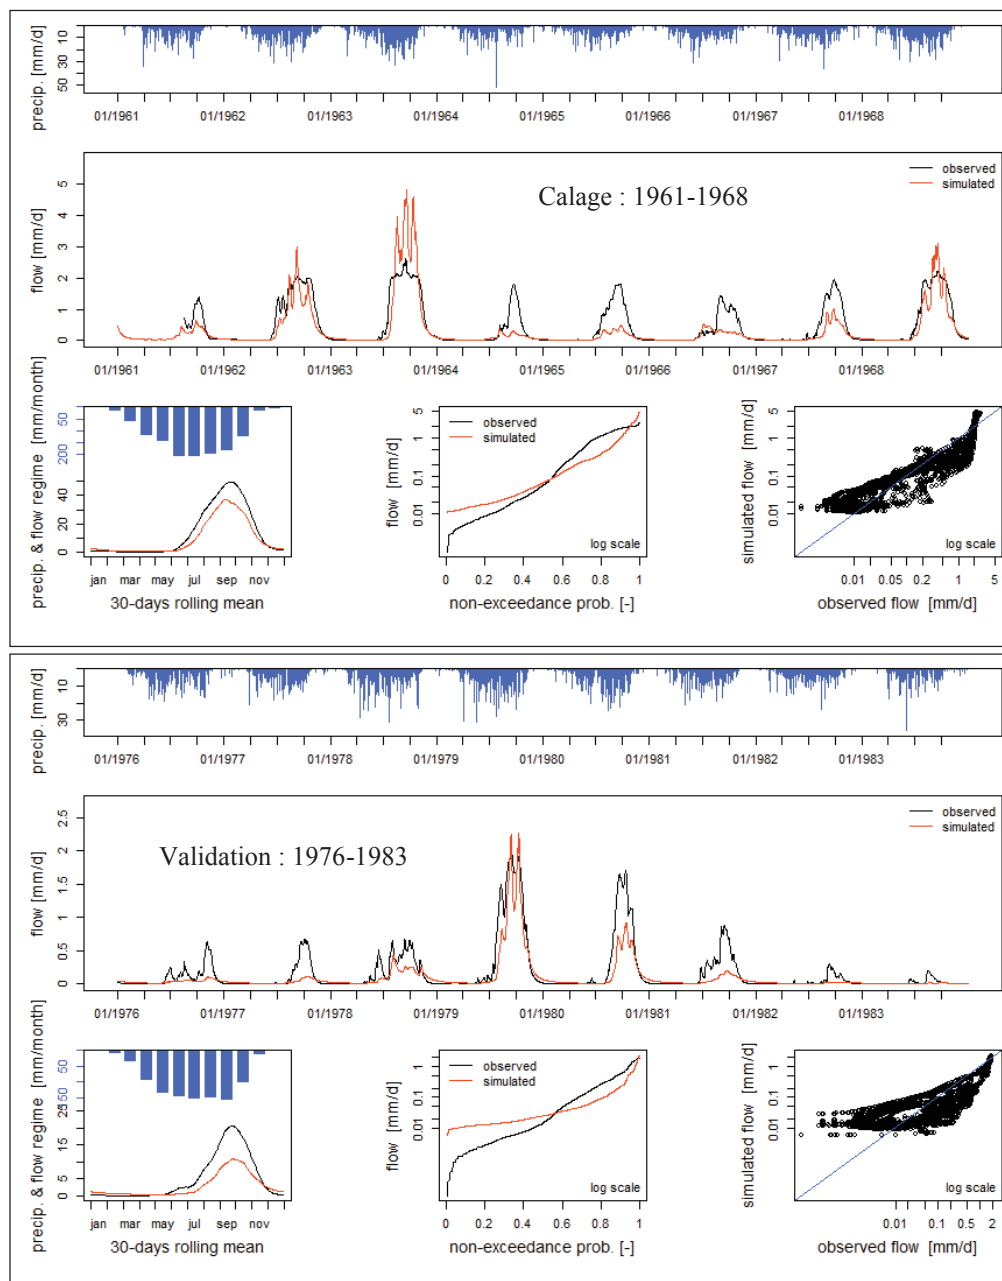 precip. [mm/d]
10
30
50
01/1961 01/1962 01/1963 01/1964 01/1965 01/1966 01/1967 01/1968
flow [mm/d]
5
4
3
2
1
0
observed
simulated
Calage : 1961-1968
01/1961 01/1962 01/1963 01/1964 01/1965 01/1966 01/1967 01/1968
precip. & flow regime [mm/month]
50
200
40
20
0
jan mar may jul sep nov
30-days rolling mean
flow [mm/d]
5
1
0.1
0.01
observed
simulated
log scale
0 0.2 0.4 0.6 0.8 1
non-exceedance prob. [-]
simulated flow [mm/d]
5
1
0.1
0.01
log scale
0.01 0.05 0.2 1 5
observed flow [mm/d]
precip. [mm/d]
10
30
01/1976 01/1977 01/1978 01/1979 01/1980 01/1981 01/1982 01/1983
flow [mm/d]
2.5
2
1.5
1
0.5
0
observed
simulated
Validation : 1976-1983
01/1976 01/1977 01/1978 01/1979 01/1980 01/1981 01/1982 01/1983
precip. & flow regime [mm/month]
50
15
5
0
jan mar may jul sep nov
30-days rolling mean
flow [mm/d]
1
0.1
0.01
observed
simulated
log scale
0 0.2 0.4 0.6 0.8 1
non-exceedance prob. [-]
simulated flow [mm/d]
1
0.1
0.01
log scale
0.01 0.1 0.5 2
observed flow [mm/d]